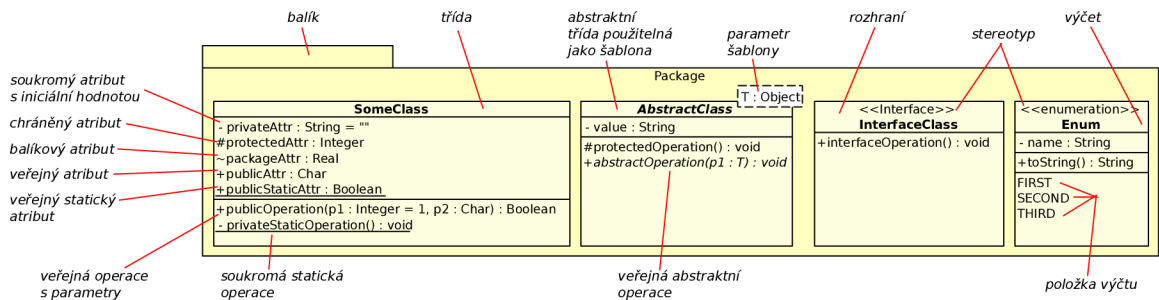 balík
třída
abstraktní
třída použitelná
jako šablona
parametr
šablony
rozhraní
stereotyp
výčet
soukromý atribut
s iniciální hodnotou
chráněný atribut
balíkový atribut
veřejný atribut
veřejný statický
atribut
Package
SomeClass
- privateAttr : String = ""
#protectedAttr : Integer
~packageAttr : Real
+publicAttr : Char
+publicStaticAttr : Boolean
+publicOperation(p1 : Integer = 1, p2 : Char) : Boolean
- privateStaticOperation() : void
T : Object
AbstractClass
- value : String
#protectedOperation() : void
+abstractOperation(p1 : T) : void
<<Interface>>
InterfaceClass
+interfaceOperation() : void
<<enumeration>>
Enum
- name : String
+toString() : String
FIRST
SECOND
THIRD
veřejná operace
s parametry
soukromá statická
operace
veřejná abstraktní
operace
položka výčtu